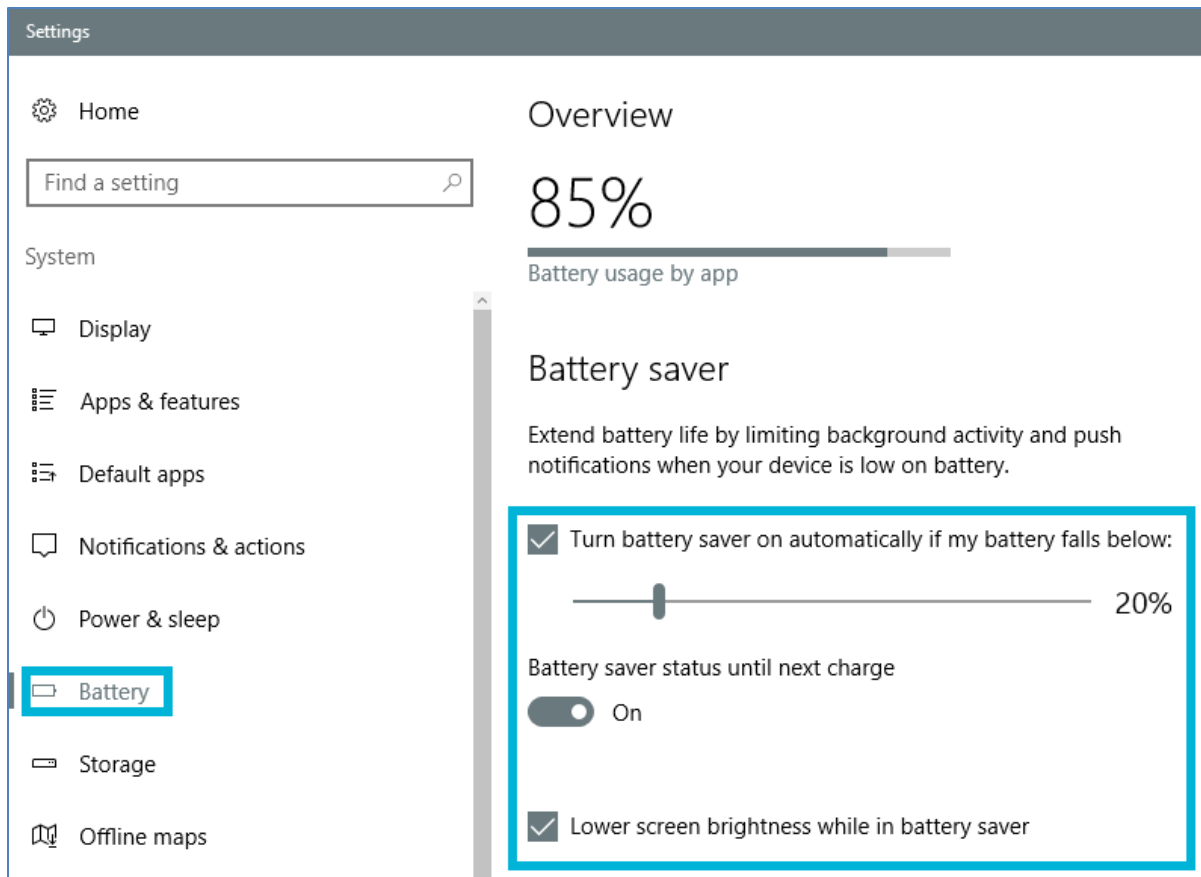 Settings
Home
Find a setting
System
Display
Apps & features
Default apps
Notifications & actions
Power & sleep
Battery
Storage
Offline maps
Overview
85%
Battery usage by app
Battery saver
Extend battery life by limiting background activity and push
notifications when your device is low on battery.
Turn battery saver on automatically if my battery falls below:
20%
Battery saver status until next charge
On
Lower screen brightness while in battery saver